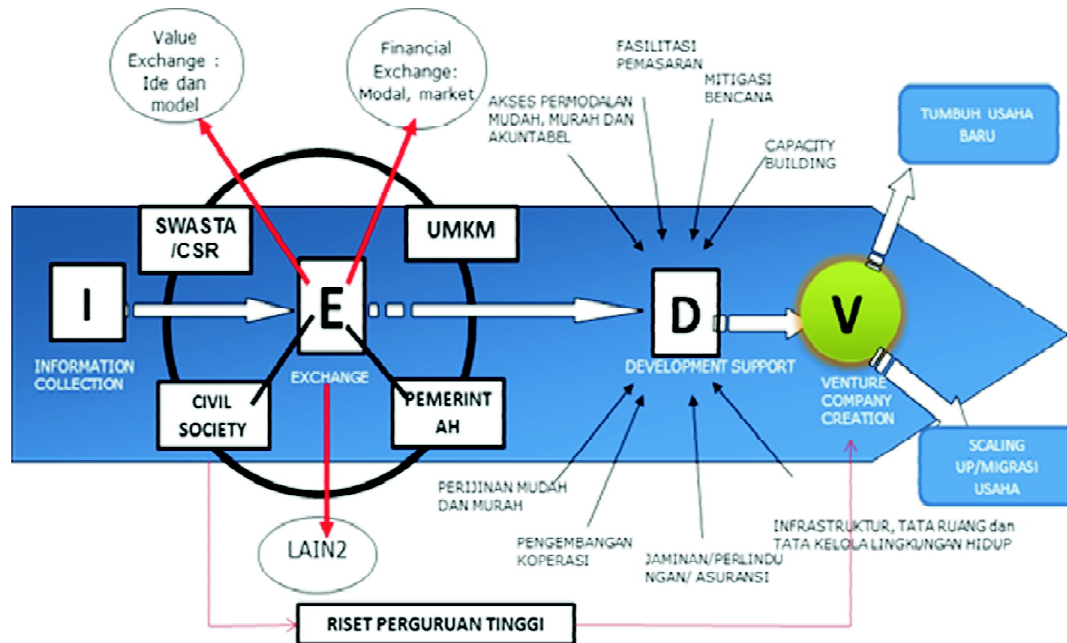 Value
Exchange :
Ide dan
model
Financial
Exchange:
Modal, market
FASILITASI
PEMASARAN
MITIGASI
BENCANA
AKSES PERMODALAN
MUDAH, MURAH DAN
AKUNTABEL
CAPACITY
BUILDING
TUMBUH USAHA
BARU
SWASTA
/CSR
UMKM
I
E
D
V
INFORMATION
COLLECTION
EXCHANGE
DEVELOPMENT SUPPORT
VENTURE
COMPANY
CREATION
CIVIL
SOCIETY
PEMERINT
AH
SCALING
UP/MIGRASI
USAHA
PERIJINAN MUDAH
DAN MURAH
PENGEMBANGAN
KOPERASI
JAMINAN/PERLINDU
NGAN/ ASURANSI
INFRASTRUKTUR, TATA RUANG dan
TATA KELOLA LINGKUNGAN HIDUP
LAIN2
RISET PERGURUAN TINGGI